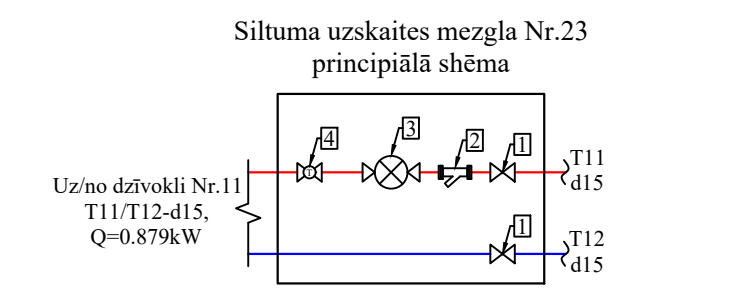 Siltuma uzskaites mezgla Nr.23
principiālā shēma
4
3
2
1
T11
d15
Uz/no dzīvokli Nr.11
T11/T12-d15,
Q=0.879kW
T
1
T12
d15